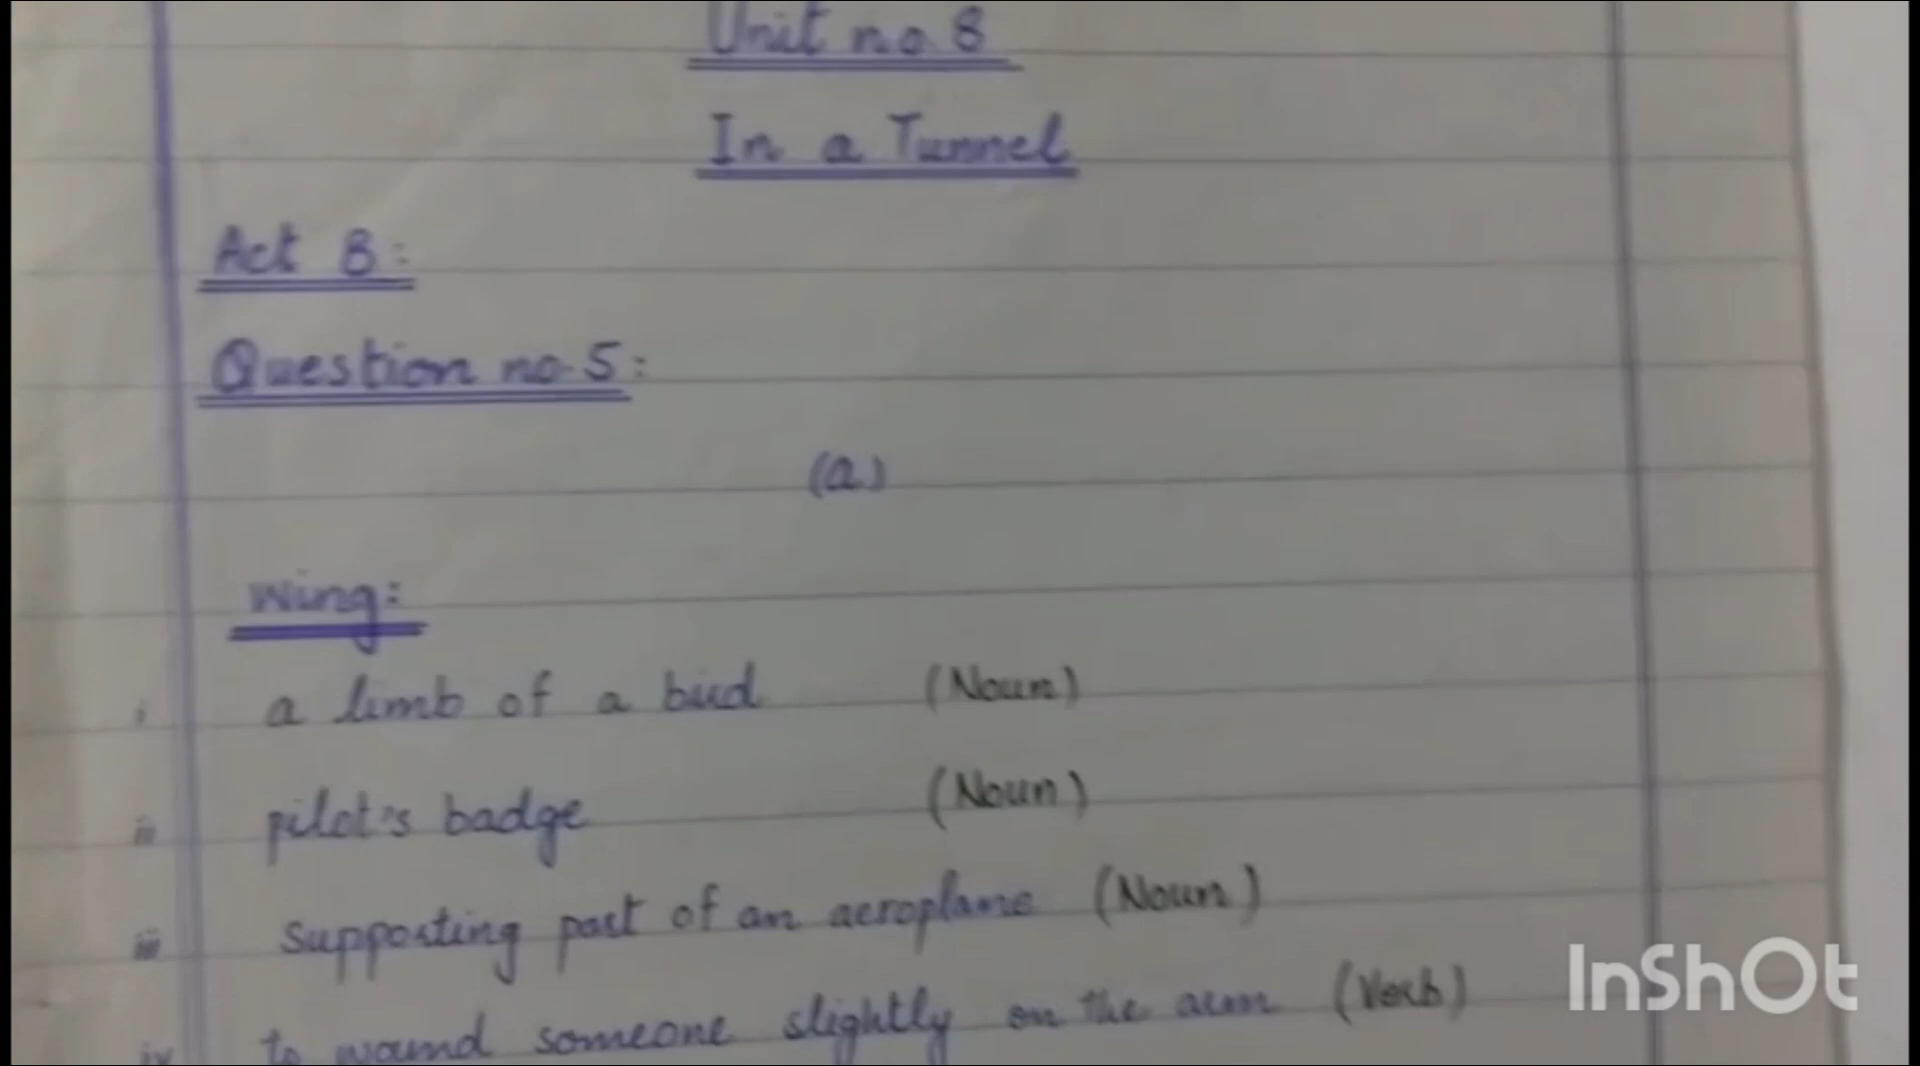 Unit no. 8
In a Tunnel
Act 8:
Question no. 5:
(a)
Wing:
i a limb of a bird (Noun)
ii pilot's badge (Noun)
iii supporting part of an aeroplane (Noun)
iv to wound someone slightly on the arm (Verb)
InShOt